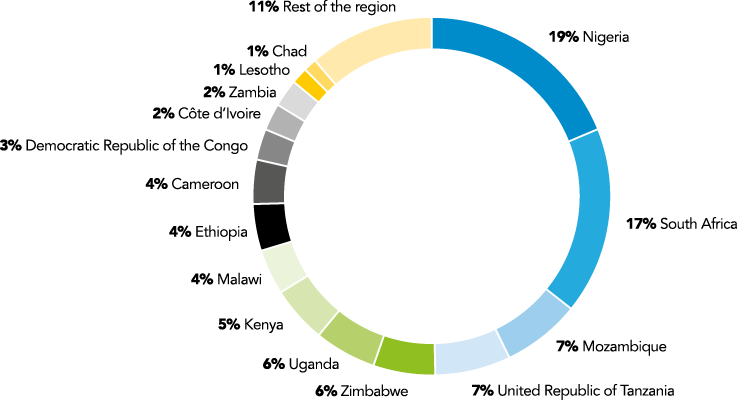 11% Rest of the region
19% Nigeria
17% South Africa
7% Mozambique
7% United Republic of Tanzania
6% Zimbabwe
6% Uganda
5% Kenya
4% Malawi
4% Ethiopia
4% Cameroon
3% Democratic Republic of the Congo
2% Côte d’Ivoire
2% Zambia
1% Lesotho
1% Chad